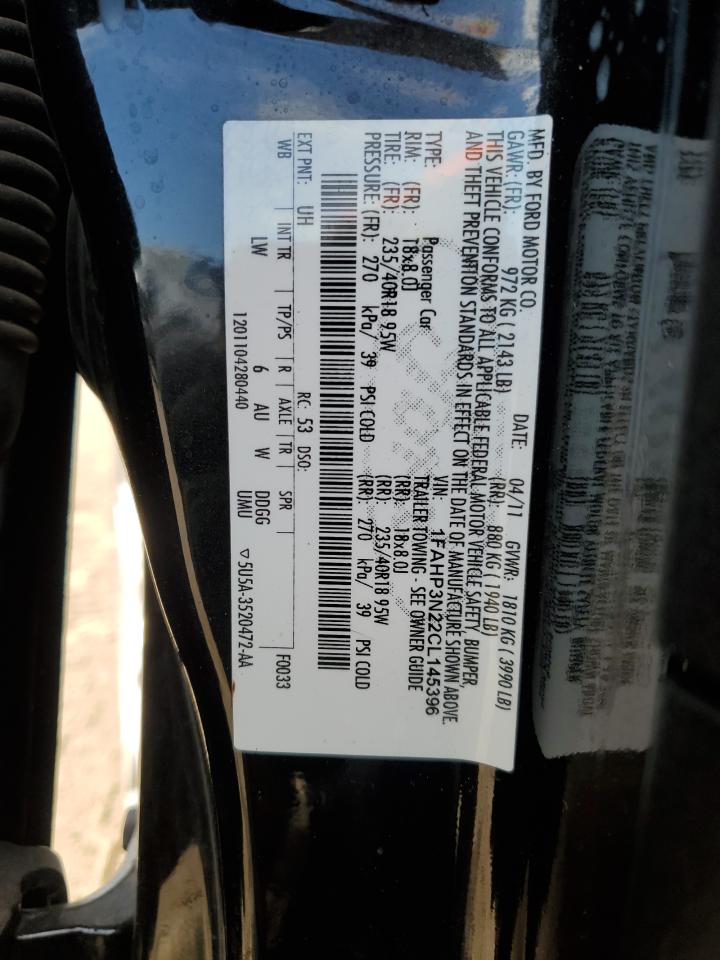 MFD. BY FORD MOTOR CO.
DATE: 04/11 GVWR: 1810 KG ( 3990 LB)
GAWR: (FR): 972 KG ( 2143 LB) (RR): 880 KG ( 1940 LB)
THIS VEHICLE CONFORMS TO ALL APPLICABLE FEDERAL MOTOR VEHICLE SAFETY, BUMPER,
AND THEFT PREVENTION STANDARDS IN EFFECT ON THE DATE OF MANUFACTURE SHOWN ABOVE.
VIN: 1FAHP3N22CL145396
TYPE: Passenger Car TRAILER TOWING - SEE OWNER GUIDE
RIM: (FR): 18x8.0J (RR): 18x8.0J
TIRE: (FR): 235/40R18 95W (RR): 235/40R18 95W
PRESSURE: (FR): 270 kPa/ 39 PSI COLD (RR): 270 kPa/ 39 PSI COLD
EXT PNT: UH RC: 53 DSO: F0033
WB INT TR TP/PS R AXLE TR SPR
LW 6 AU W DDGG
UMU
1201104280440 ▽5U5A-3520472-AA